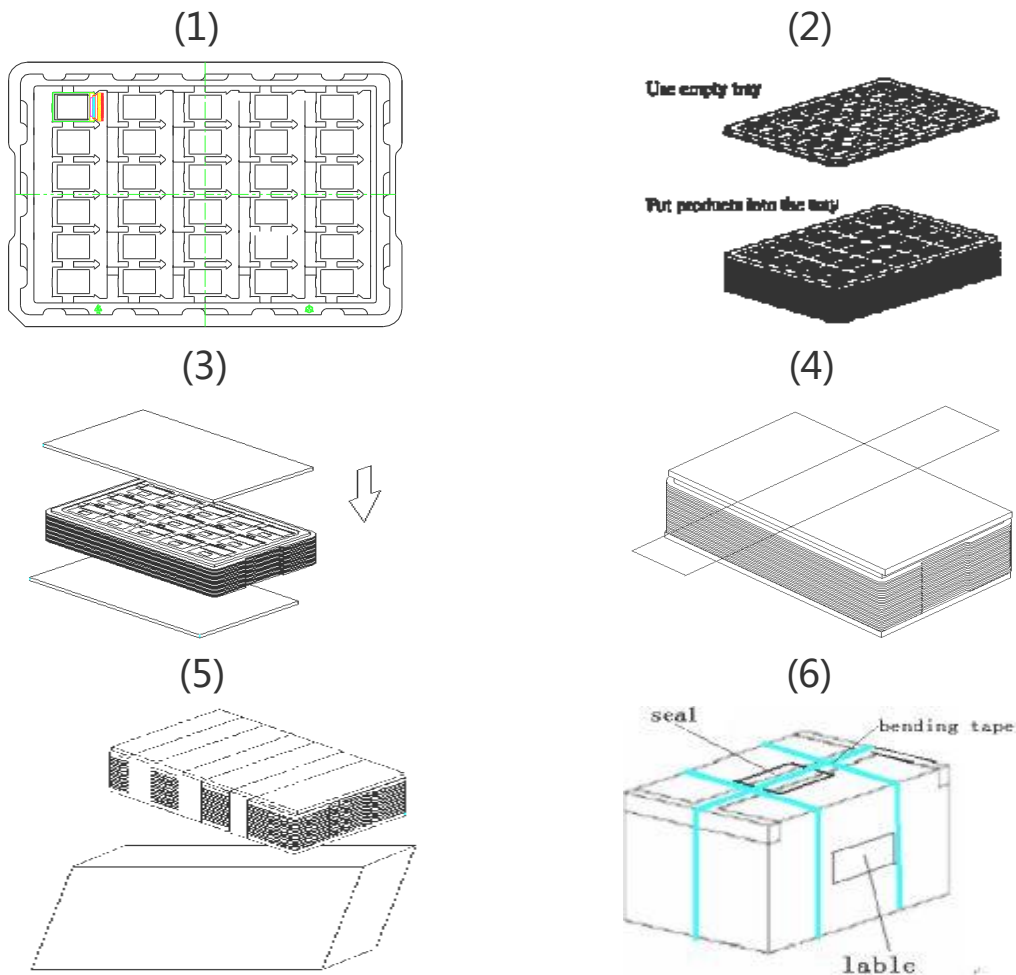 (1)
(2)
Use empty tray
Put products into the tray
(3)
(4)
(5)
(6)
seal
bending tape
lable